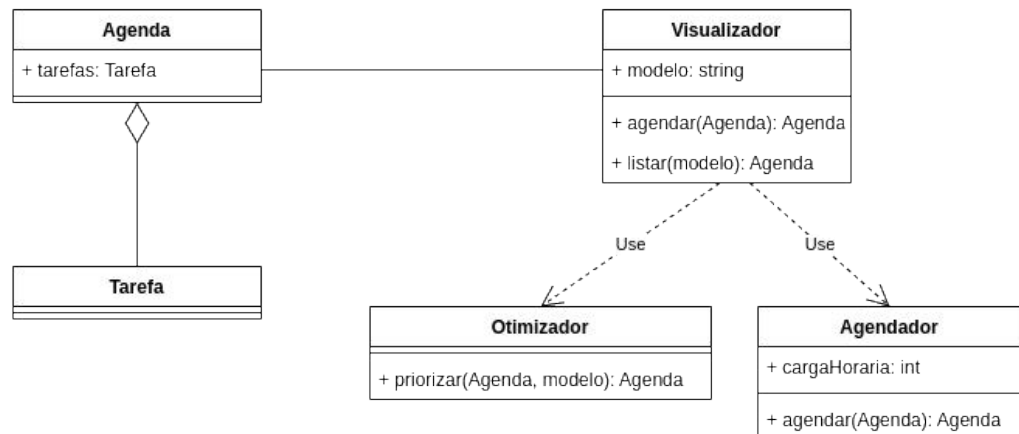 Agenda
+ tarefas: Tarefa
Visualizador
+ modelo: string
+ agendar(Agenda): Agenda
+ listar(modelo): Agenda
Use
Use
Tarefa
Otimizador
+ priorizar(Agenda, modelo): Agenda
Agendador
+ cargaHoraria: int
+ agendar(Agenda): Agenda